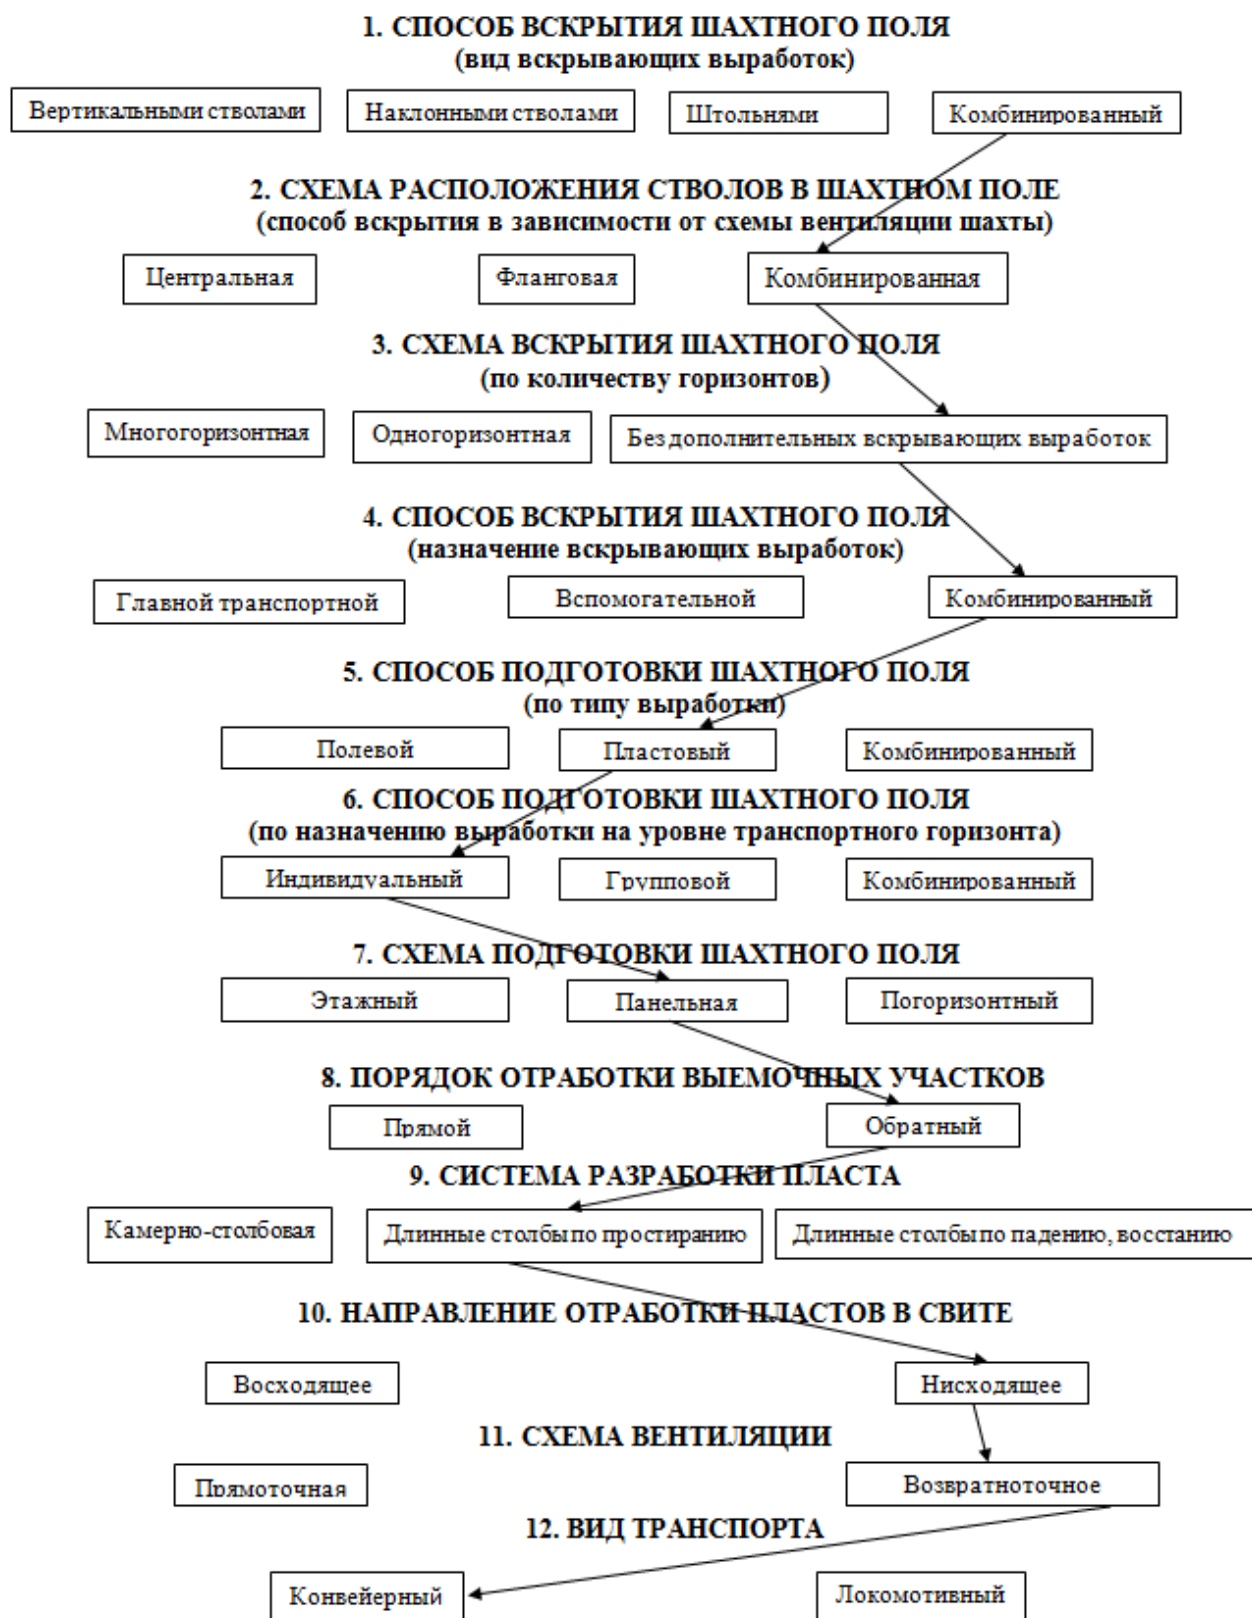 1. СПОСОБ ВСКРЫТИЯ ШАХТНОГО ПОЛЯ
(вид вскрывающих выработок)
Вертикальными стволами
Наклонными стволами
Штольнями
Комбинированный
2. СХЕМА РАСПОЛОЖЕНИЯ СТВОЛОВ В ШАХТНОМ ПОЛЕ
(способ вскрытия в зависимости от схемы вентиляции шахты)
Центральная
Фланговая
Комбинированная
3. СХЕМА ВСКРЫТИЯ ШАХТНОГО ПОЛЯ
(по количеству горизонтов)
Многогоризонтная
Одногоризонтная
Без дополнительных вскрывающих выработок
4. СПОСОБ ВСКРЫТИЯ ШАХТНОГО ПОЛЯ
(назначение вскрывающих выработок)
Главной транспортной
Вспомогательной
Комбинированный
5. СПОСОБ ПОДГОТОВКИ ШАХТНОГО ПОЛЯ
(по типу выработки)
Полевой
Пластовый
Комбинированный
6. СПОСОБ ПОДГОТОВКИ ШАХТНОГО ПОЛЯ
(по назначению выработки на уровне транспортного горизонта)
Индивидуальный
Групповой
Комбинированный
7. СХЕМА ПОДГОТОВКИ ШАХТНОГО ПОЛЯ
Этажный
Панельная
Погоризонтный
8. ПОРЯДОК ОТРАБОТКИ ВЫЕМОЧНЫХ УЧАСТКОВ
Прямой
Обратный
9. СИСТЕМА РАЗРАБОТКИ ПЛАСТА
Камерно-столбовая
Длинные столбы по простиранию
Длинные столбы по падению, восстанию
10. НАПРАВЛЕНИЕ ОТРАБОТКИ ПЛАСТОВ В СВИТЕ
Восходящее
Нисходящее
11. СХЕМА ВЕНТИЛЯЦИИ
Прямоточная
Возвратноточное
12. ВИД ТРАНСПОРТА
Конвейерный
Локомотивный